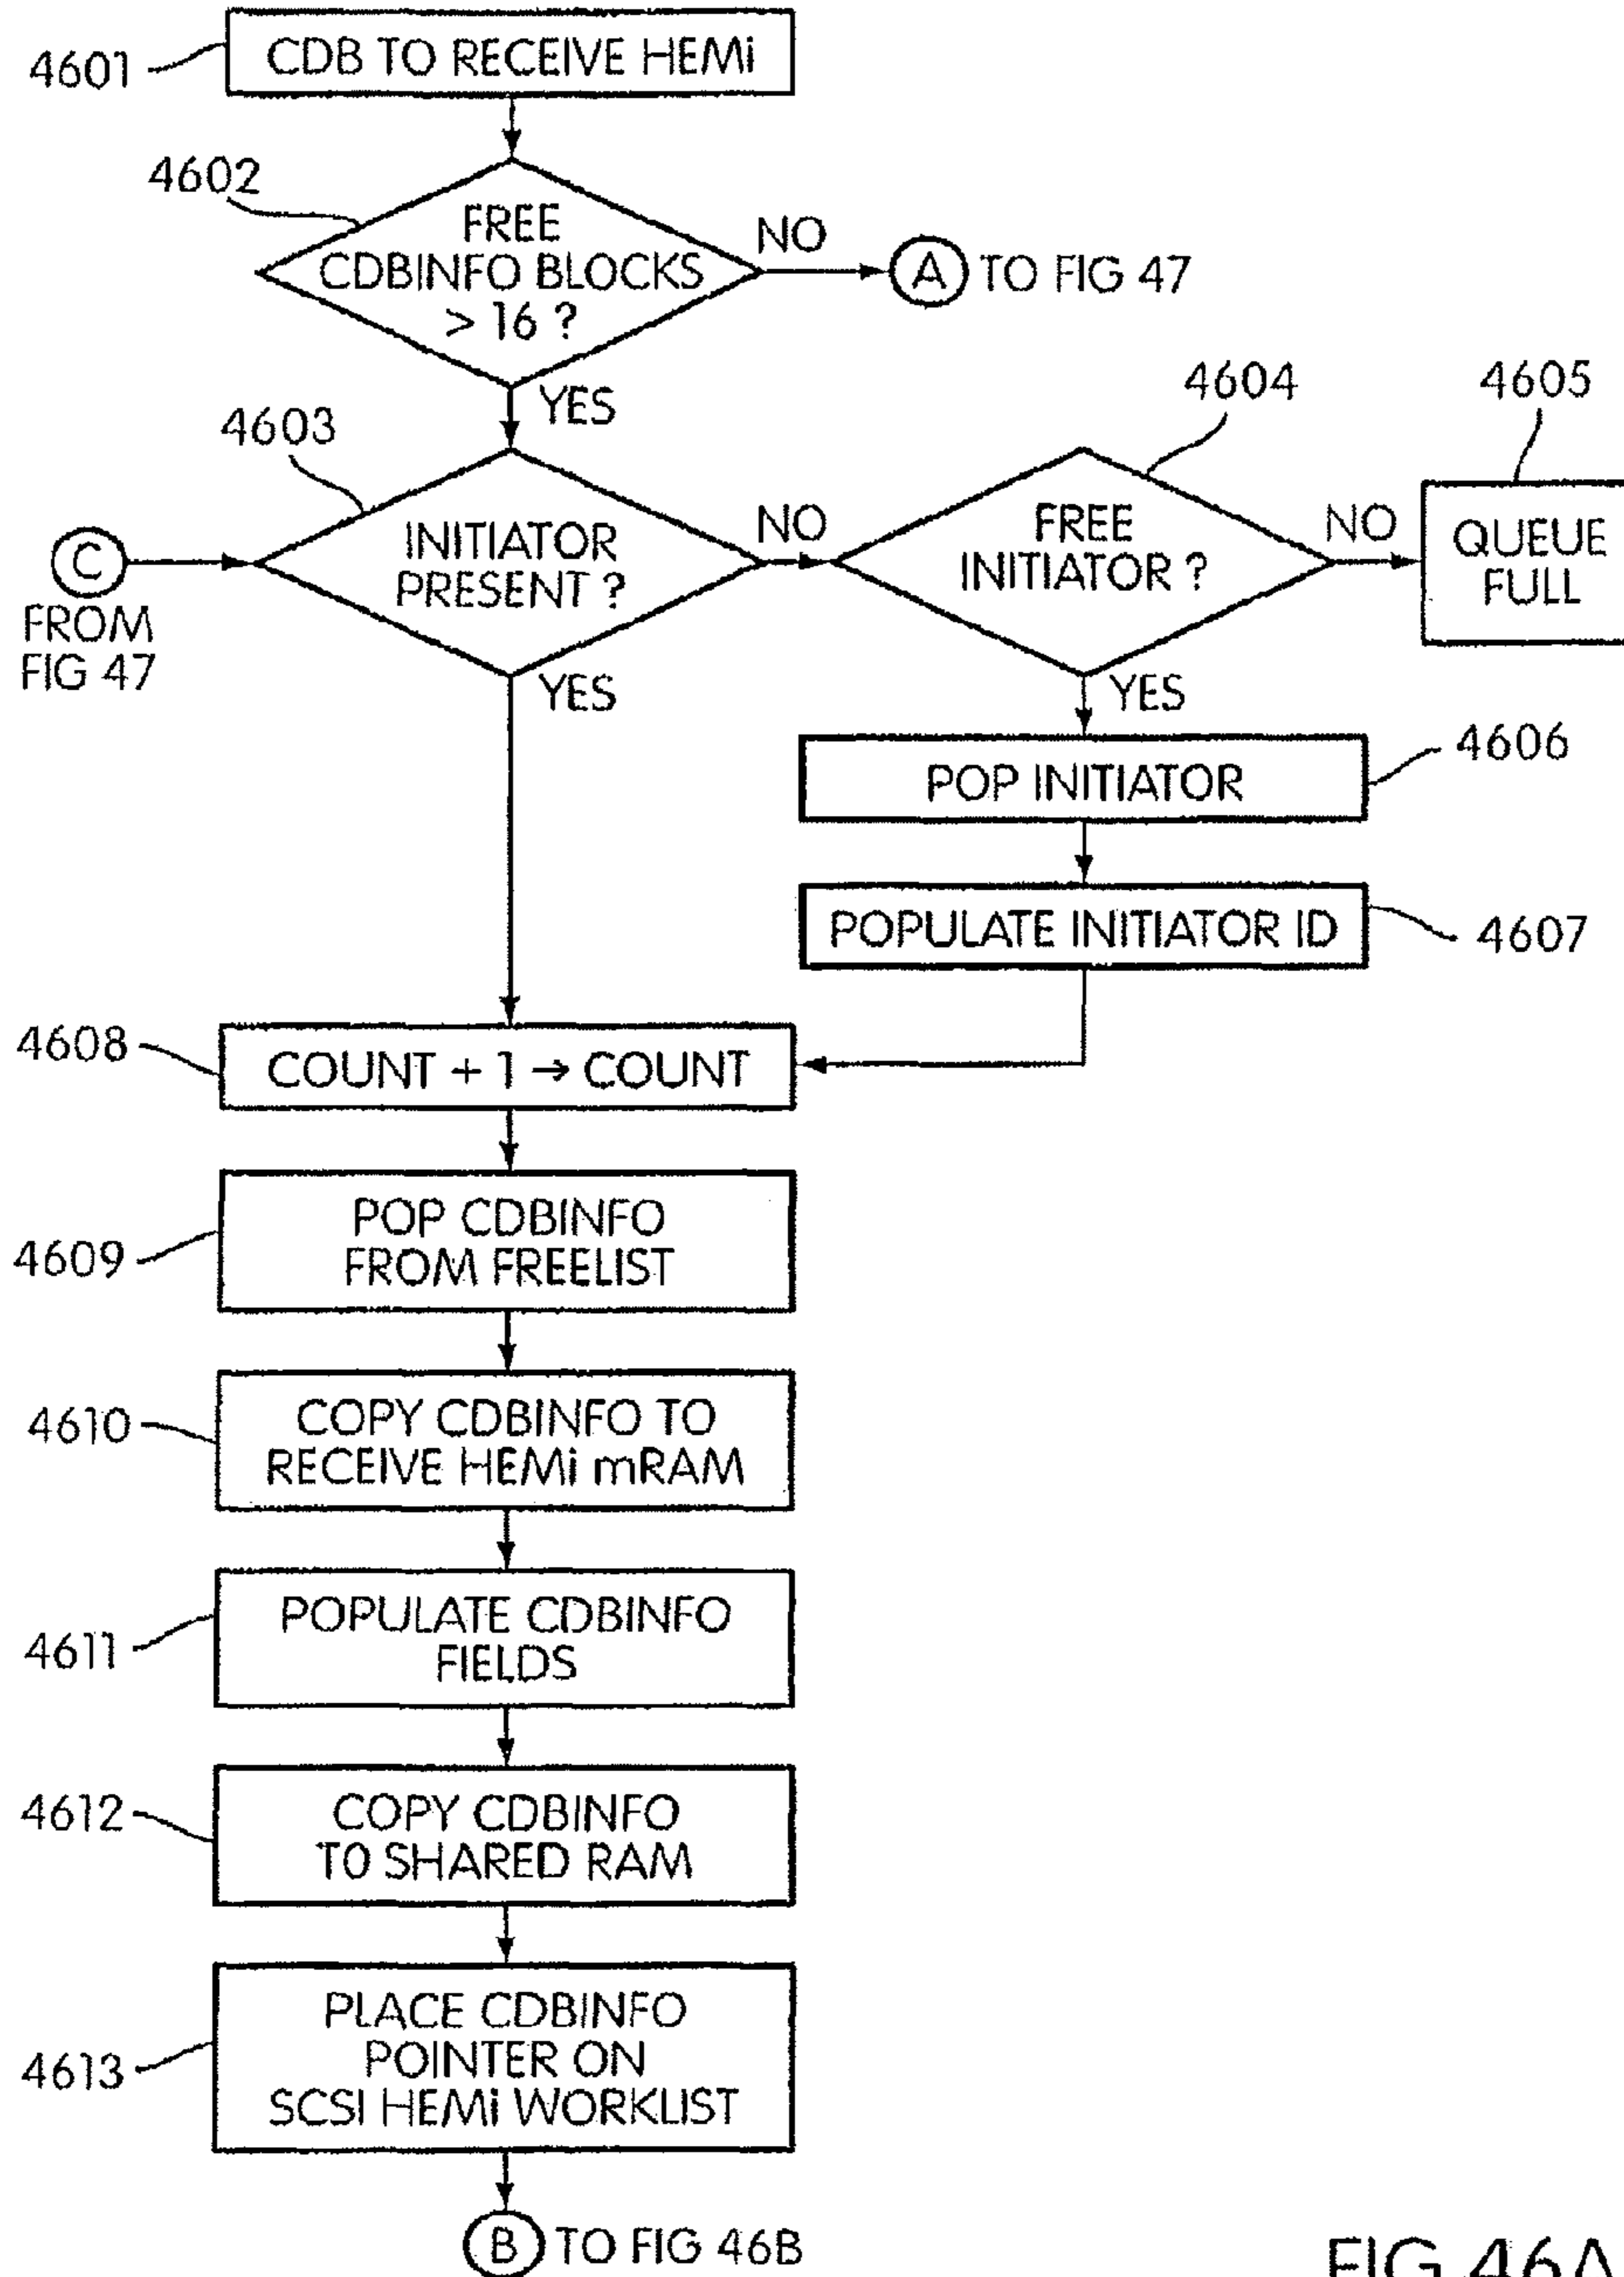 4601
CDB TO RECEIVE HEMi
4602
FREE
CDBINFO BLOCKS
> 16 ?
NO
A TO FIG 47
YES
4603
4604
4605
C
FROM
FIG 47
INITIATOR
PRESENT ?
NO
FREE
INITIATOR ?
NO
QUEUE
FULL
YES
YES
4606
POP INITIATOR
POPULATE INITIATOR ID
4607
4608
COUNT + 1 → COUNT
4609
POP CDBINFO
FROM FREELIST
4610
COPY CDBINFO TO
RECEIVE HEMi mRAM
4611
POPULATE CDBINFO
FIELDS
4612
COPY CDBINFO
TO SHARED RAM
4613
PLACE CDBINFO
POINTER ON
SCSI HEMi WORKLIST
B TO FIG 46B
FIG 46A